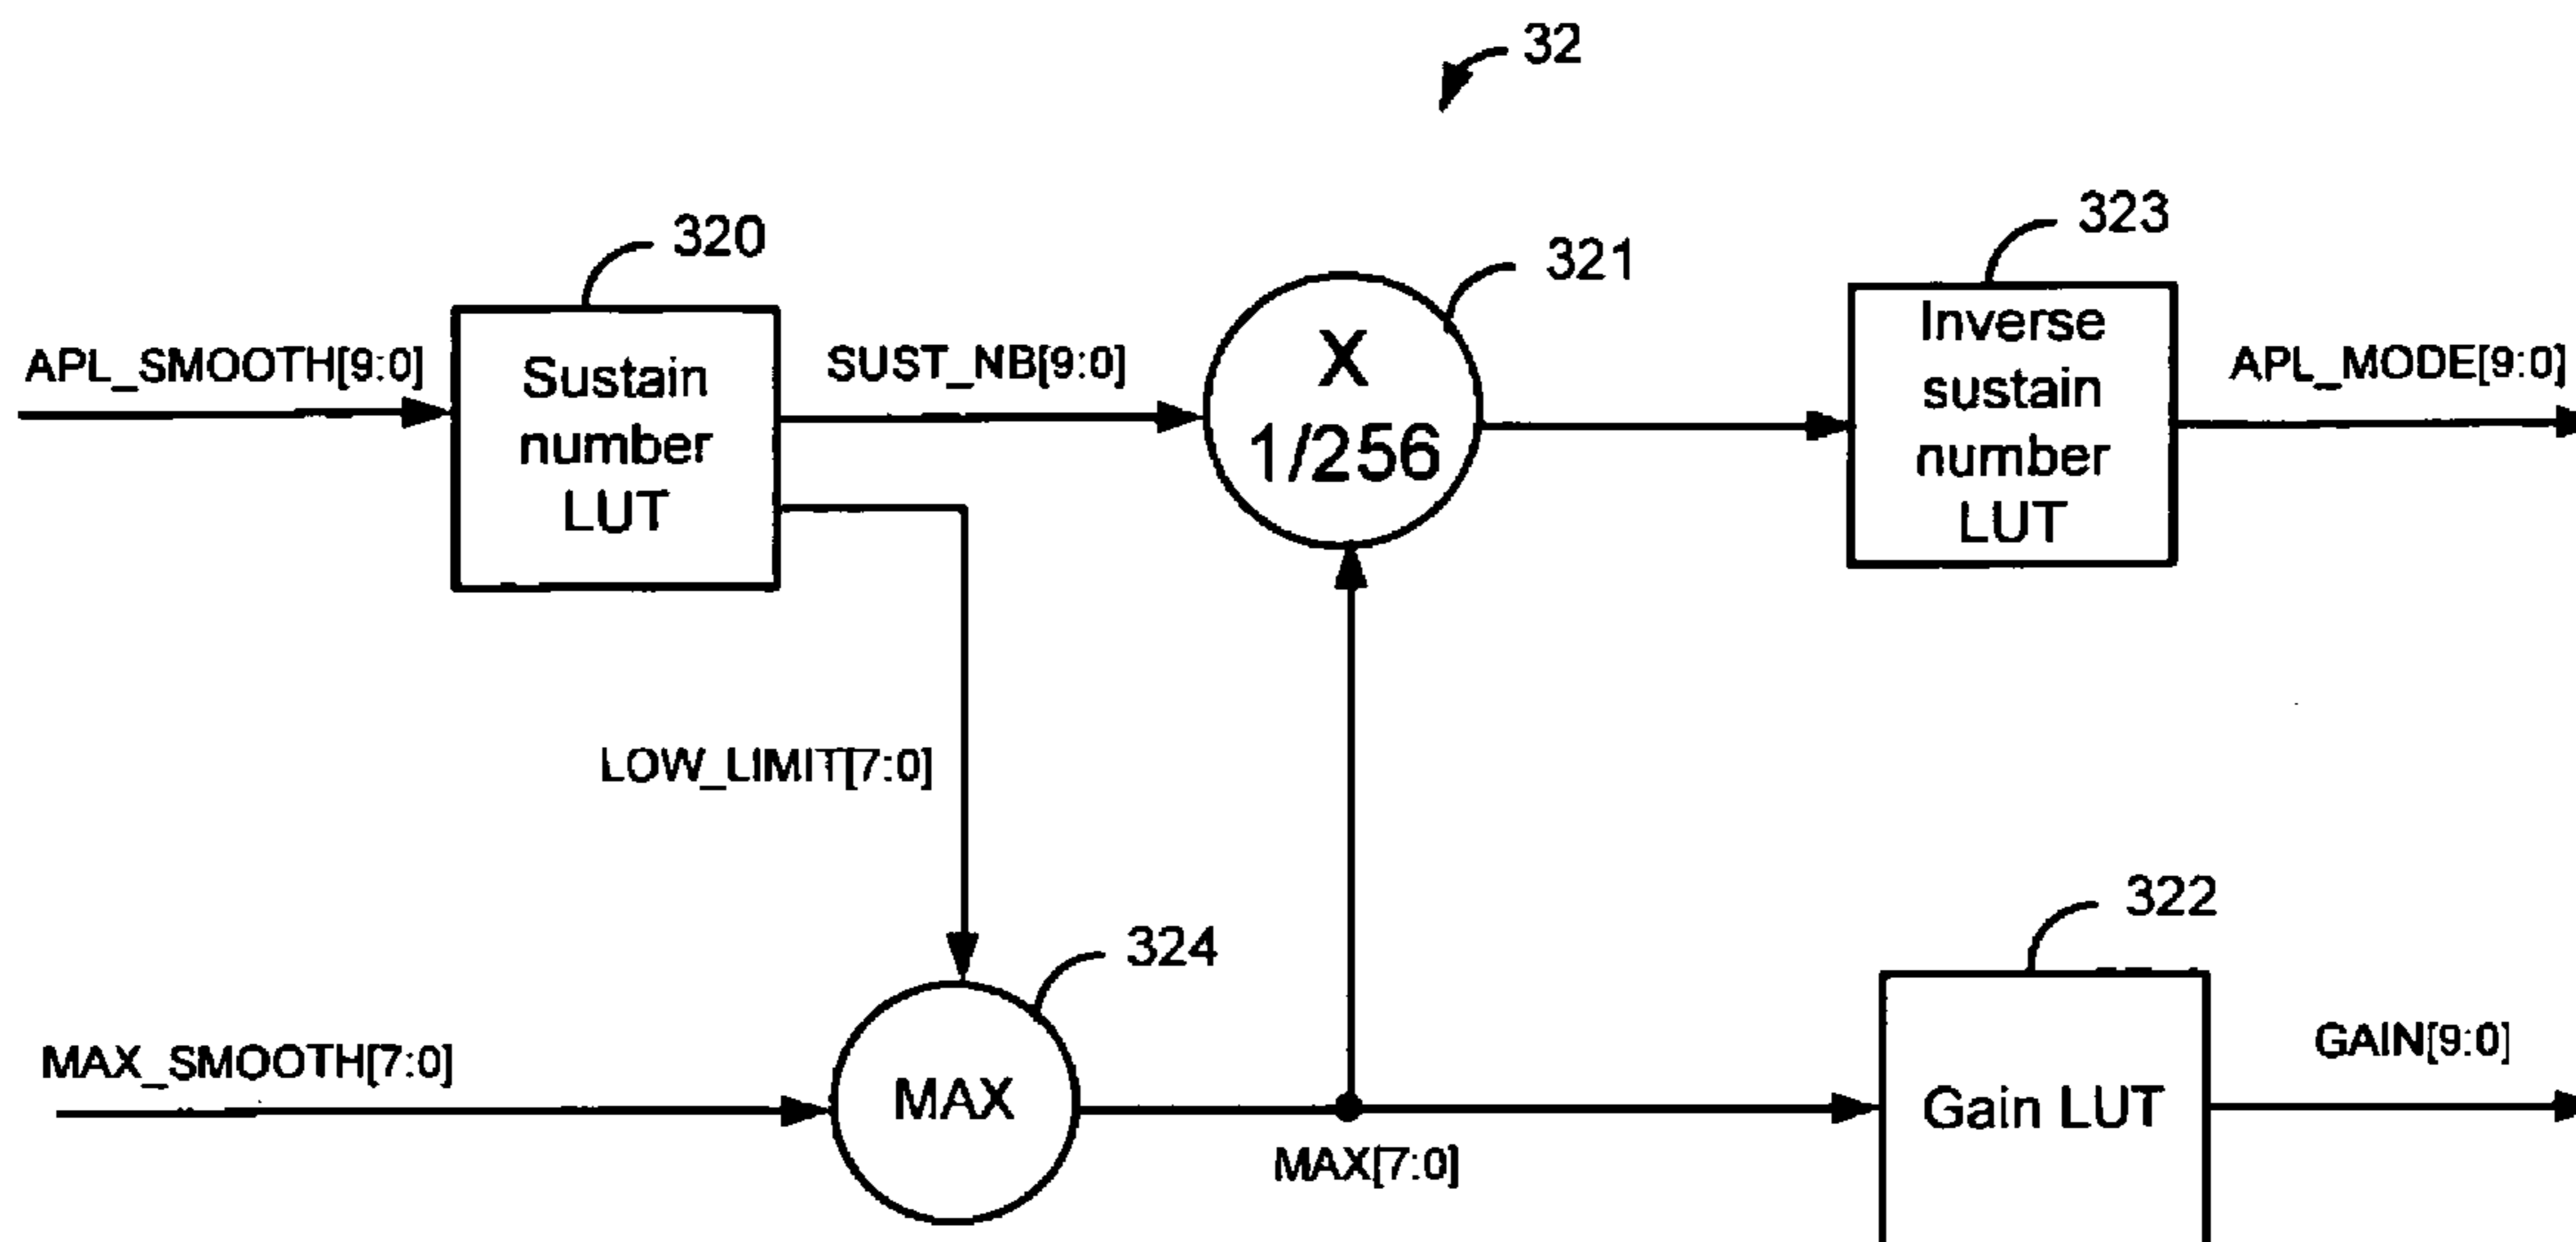 32
320
321
323
APL_SMOOTH[9:0]
Sustain
number
LUT
SUST_NB[9:0]
X
1/256
Inverse
sustain
number
LUT
APL_MODE[9:0]
LOW_LIMIT[7:0]
324
322
MAX_SMOOTH[7:0]
MAX
MAX[7:0]
Gain LUT
GAIN[9:0]